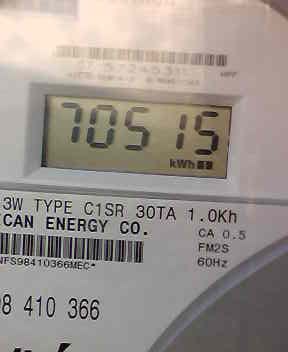 70515
kWh
3W TYPE C1SR 30TA 1.0Kh
CAN ENERGY CO.
CA 0.5
FM2S
NFS98410366MEC*
60Hz
98 410 366